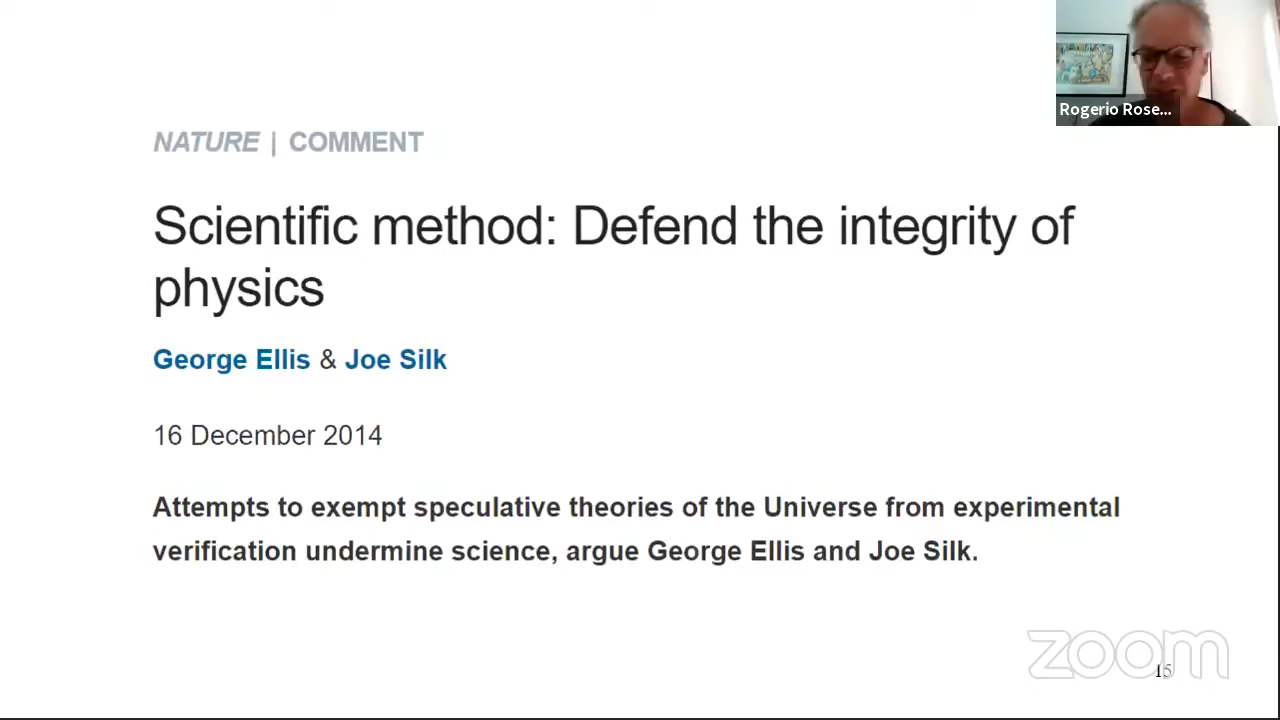 Rogerio Rose...
NATURE | COMMENT
Scientific method: Defend the integrity of
physics
George Ellis & Joe Silk
16 December 2014
Attempts to exempt speculative theories of the Universe from experimental
verification undermine science, argue George Ellis and Joe Silk.
zoom
15